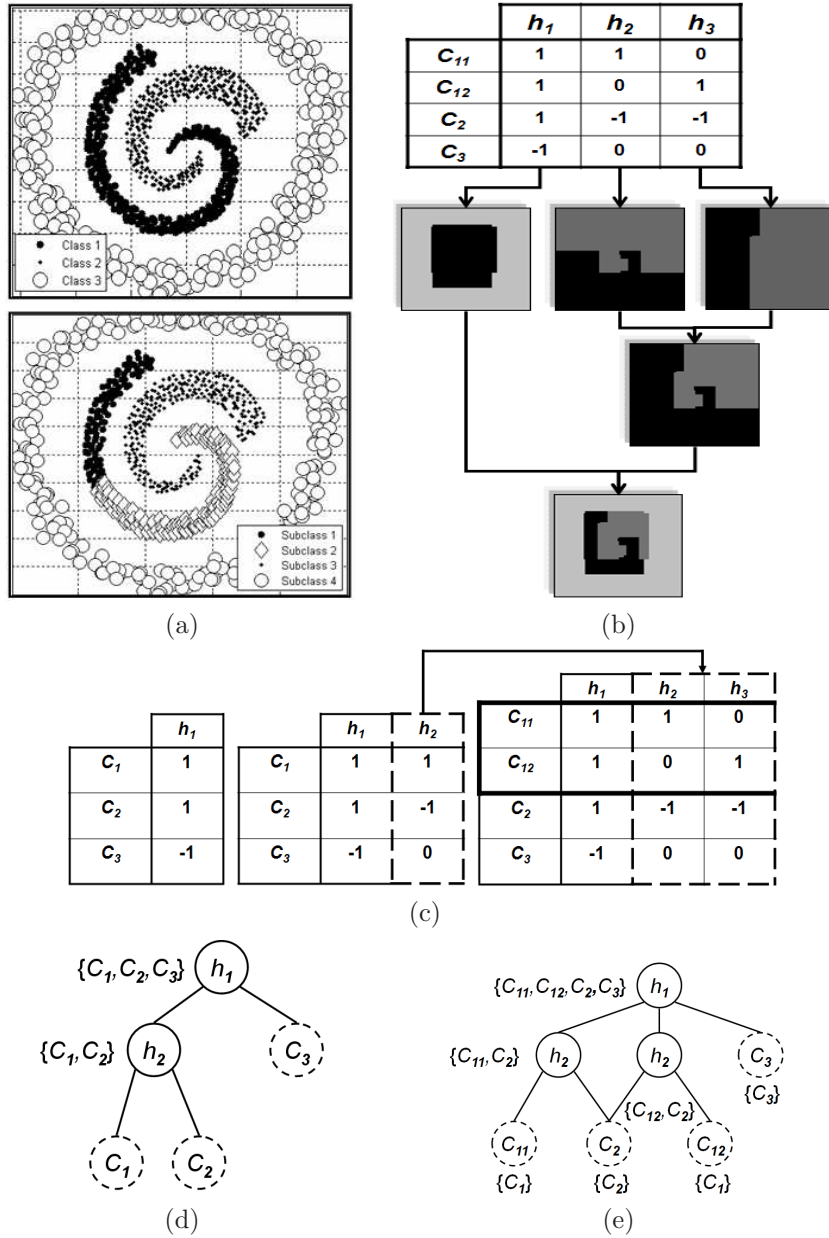 Class 1
Class 2
Class 3
Subclass 1
Subclass 2
Subclass 3
Subclass 4
(a)
h1 h2 h3
C11 1 1 0
C12 1 0 1
C2 1 -1 -1
C3 -1 0 0
(b)
h1
C1 1
C2 1
C3 -1
h1 h2
C1 1 1
C2 1 -1
C3 -1 0
h1 h2 h3
C11 1 1 0
C12 1 0 1
C2 1 -1 -1
C3 -1 0 0
(c)
{C1,C2,C3} h1
{C1,C2} h2 C3
C1 C2
(d)
{C11,C12,C2,C3} h1
{C11,C2} h2 h2 C3
{C3}
{C12,C2}
C11 C2 C12
{C1} {C2} {C1}
(e)